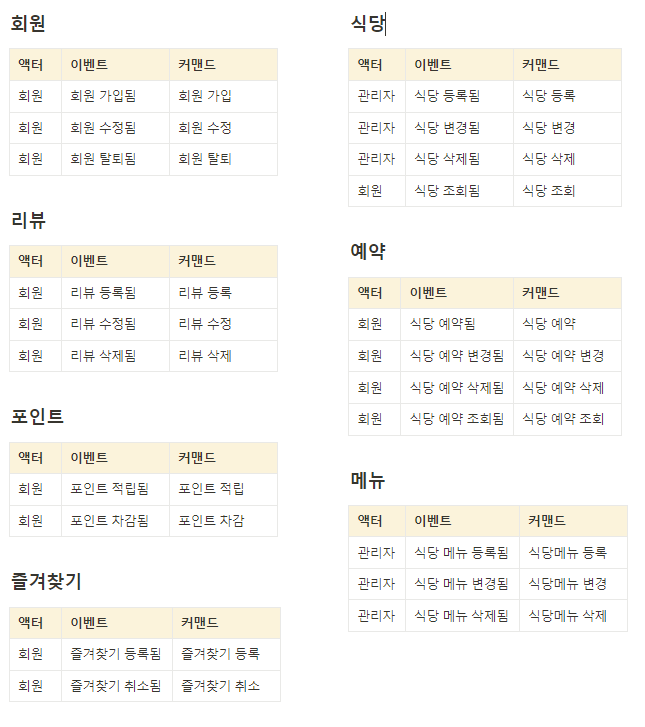 회원
액터 이벤트 커맨드
회원 회원 가입됨 회원 가입
회원 회원 수정됨 회원 수정
회원 회원 탈퇴됨 회원 탈퇴
리뷰
액터 이벤트 커맨드
회원 리뷰 등록됨 리뷰 등록
회원 리뷰 수정됨 리뷰 수정
회원 리뷰 삭제됨 리뷰 삭제
포인트
액터 이벤트 커맨드
회원 포인트 적립됨 포인트 적립
회원 포인트 차감됨 포인트 차감
즐겨찾기
액터 이벤트 커맨드
회원 즐겨찾기 등록됨 즐겨찾기 등록
회원 즐겨찾기 취소됨 즐겨찾기 취소
식당
액터 이벤트 커맨드
관리자 식당 등록됨 식당 등록
관리자 식당 변경됨 식당 변경
관리자 식당 삭제됨 식당 삭제
회원 식당 조회됨 식당 조회
예약
액터 이벤트 커맨드
회원 식당 예약됨 식당 예약
회원 식당 예약 변경됨 식당 예약 변경
회원 식당 예약 삭제됨 식당 예약 삭제
회원 식당 예약 조회됨 식당 예약 조회
메뉴
액터 이벤트 커맨드
관리자 식당 메뉴 등록됨 식당메뉴 등록
관리자 식당 메뉴 변경됨 식당메뉴 변경
관리자 식당 메뉴 삭제됨 식당메뉴 삭제